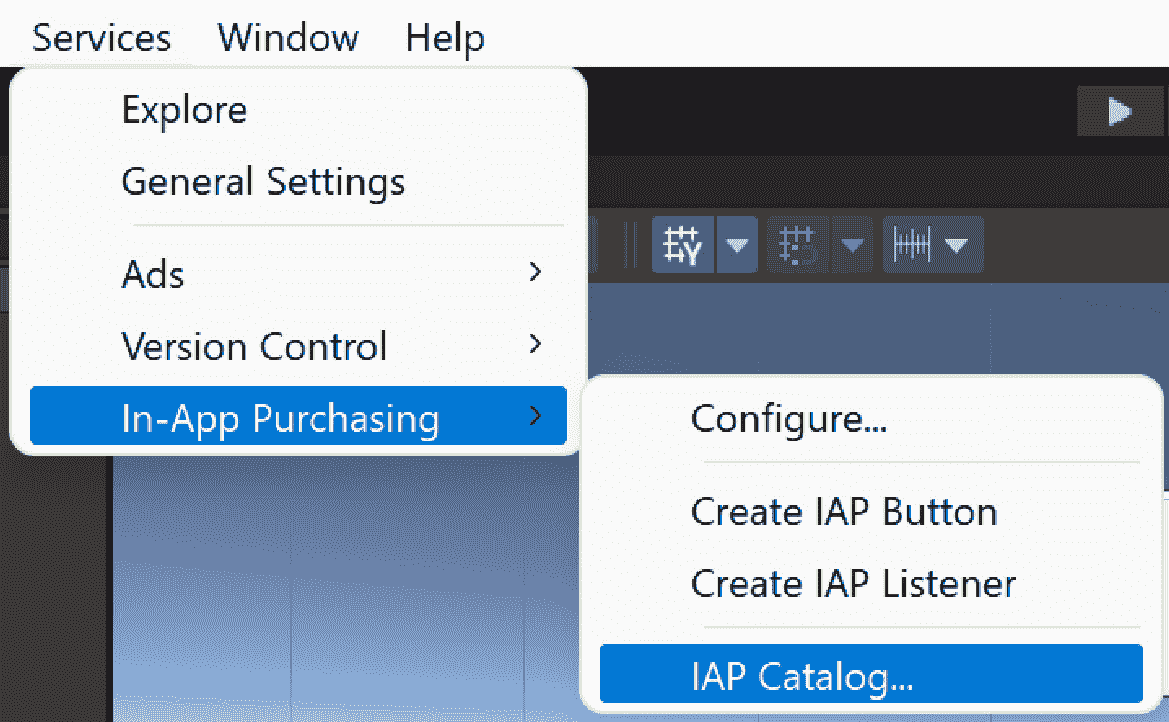 Services Window Help
Explore
General Settings
Ads
Version Control
In-App Purchasing
Configure...
Create IAP Button
Create IAP Listener
IAP Catalog...